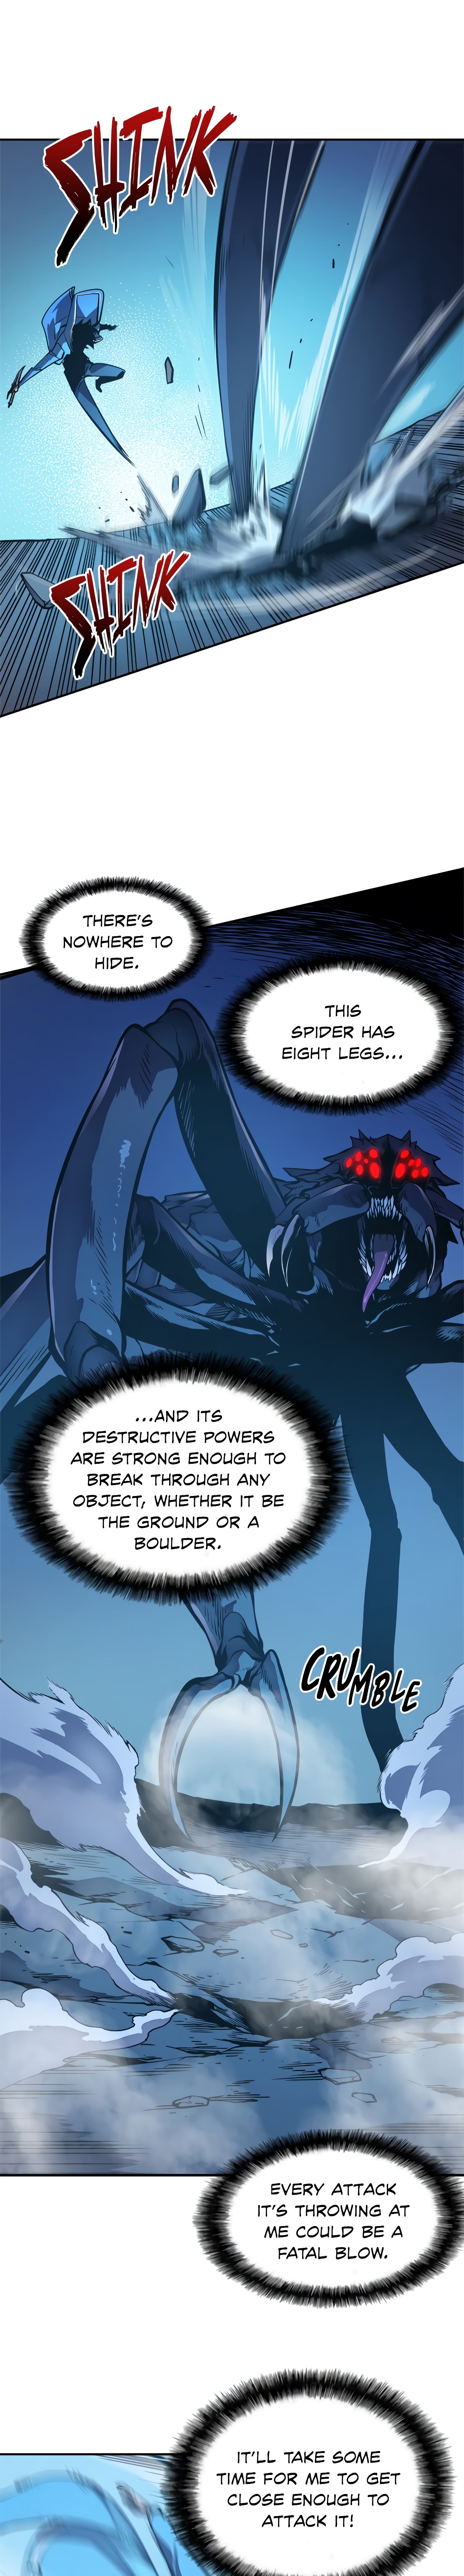 SHINK
SHINK
THERE'S
NOWHERE TO
HIDE.
THIS
SPIDER HAS
EIGHT LEGS...
...AND ITS
DESTRUCTIVE POWERS
ARE STRONG ENOUGH TO
BREAK THROUGH ANY
OBJECT, WHETHER IT BE
THE GROUND OR A
BOULDER.
CRUMBLE
EVERY ATTACK
IT'S THROWING AT
ME COULD BE A
FATAL BLOW.
IT'LL TAKE SOME
TIME FOR ME TO GET
CLOSE ENOUGH TO
ATTACK IT!